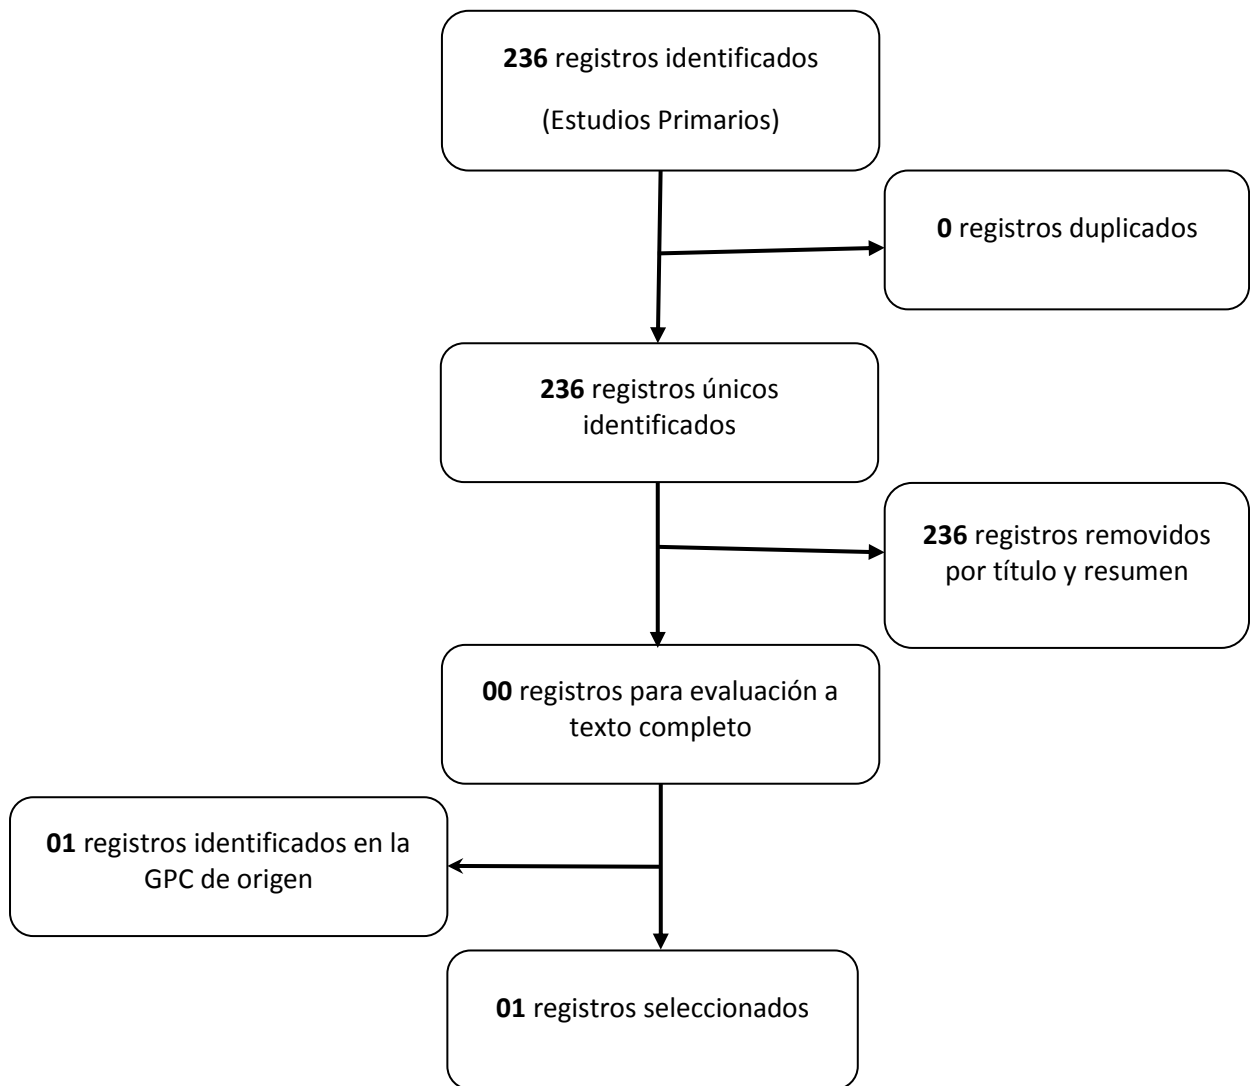 236 registros identificados
(Estudios Primarios)
0 registros duplicados
236 registros únicos
identificados
236 registros removidos
por título y resumen
00 registros para evaluación a
texto completo
01 registros identificados en la
GPC de origen
01 registros seleccionados